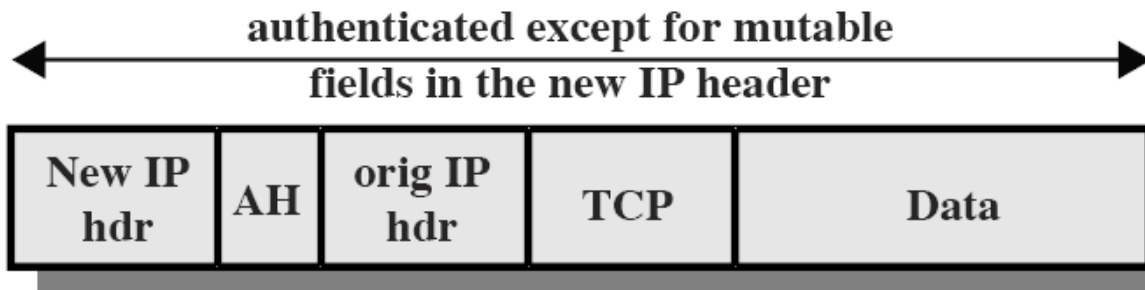 authenticated except for mutable
fields in the new IP header
New IP
hdr
AH
orig IP
hdr
TCP
Data